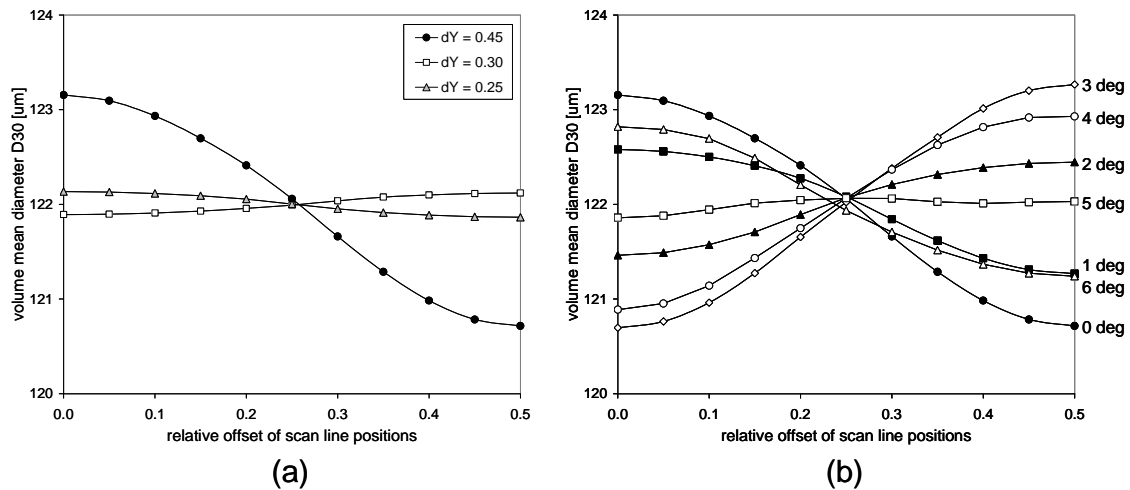 124
123
122
121
120
volume mean diameter D30 [um]
0.0 0.1 0.2 0.3 0.4 0.5
relative offset of scan line positions
dY = 0.45
dY = 0.30
dY = 0.25
(a)
124
123
122
121
120
volume mean diameter D30 [um]
0.0 0.1 0.2 0.3 0.4 0.5
relative offset of scan line positions
3 deg
4 deg
2 deg
5 deg
1 deg
6 deg
0 deg
(b)